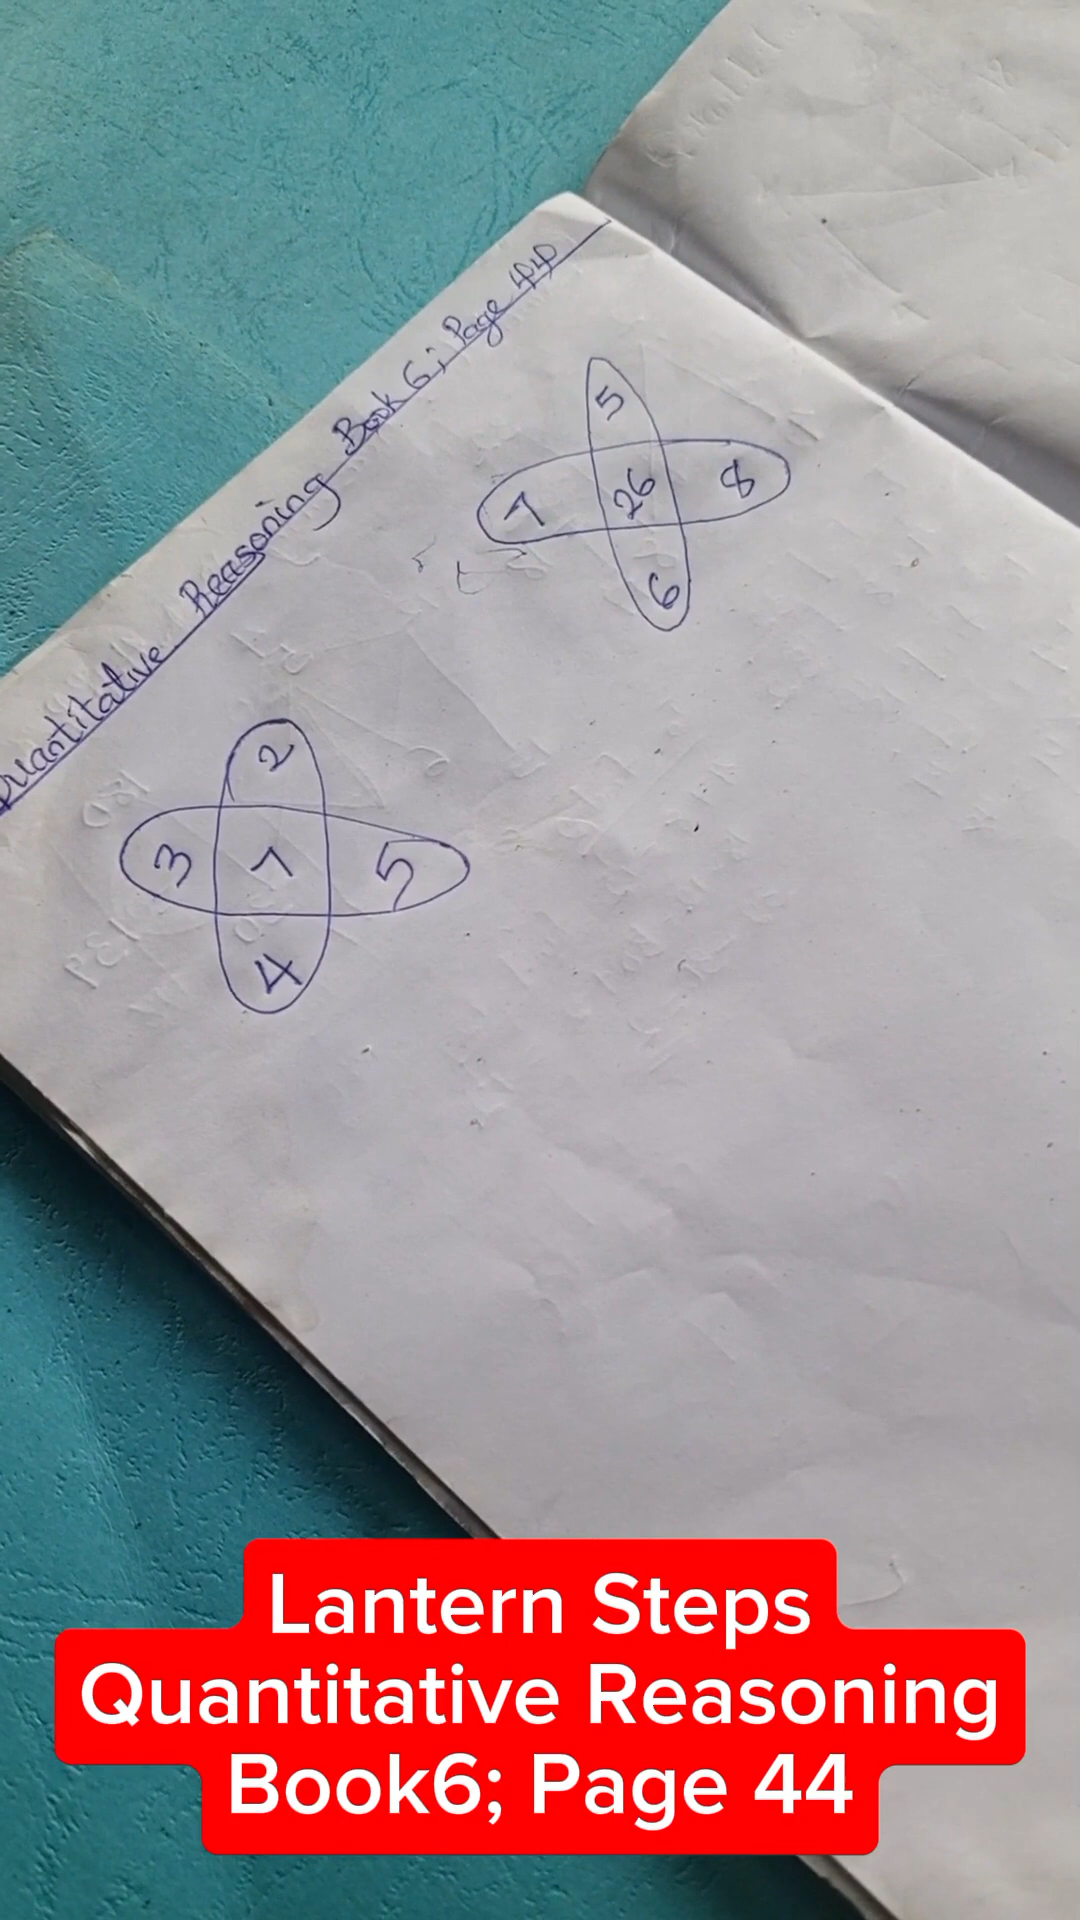 Quantitative Reasoning Book 6; Page 44
5
7 26 8
6
2
3 7 5
4
Lantern Steps
Quantitative Reasoning
Book6; Page 44